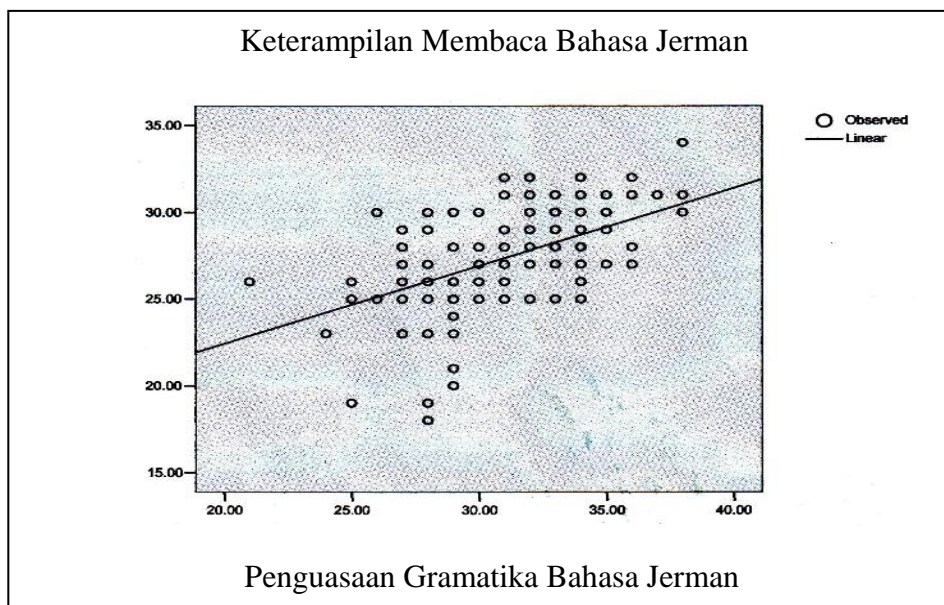 Keterampilan Membaca Bahasa Jerman
35.00
30.00
25.00
20.00
15.00
20.00
25.00
30.00
35.00
40.00
Observed
Linear
Penguasaan Gramatika Bahasa Jerman